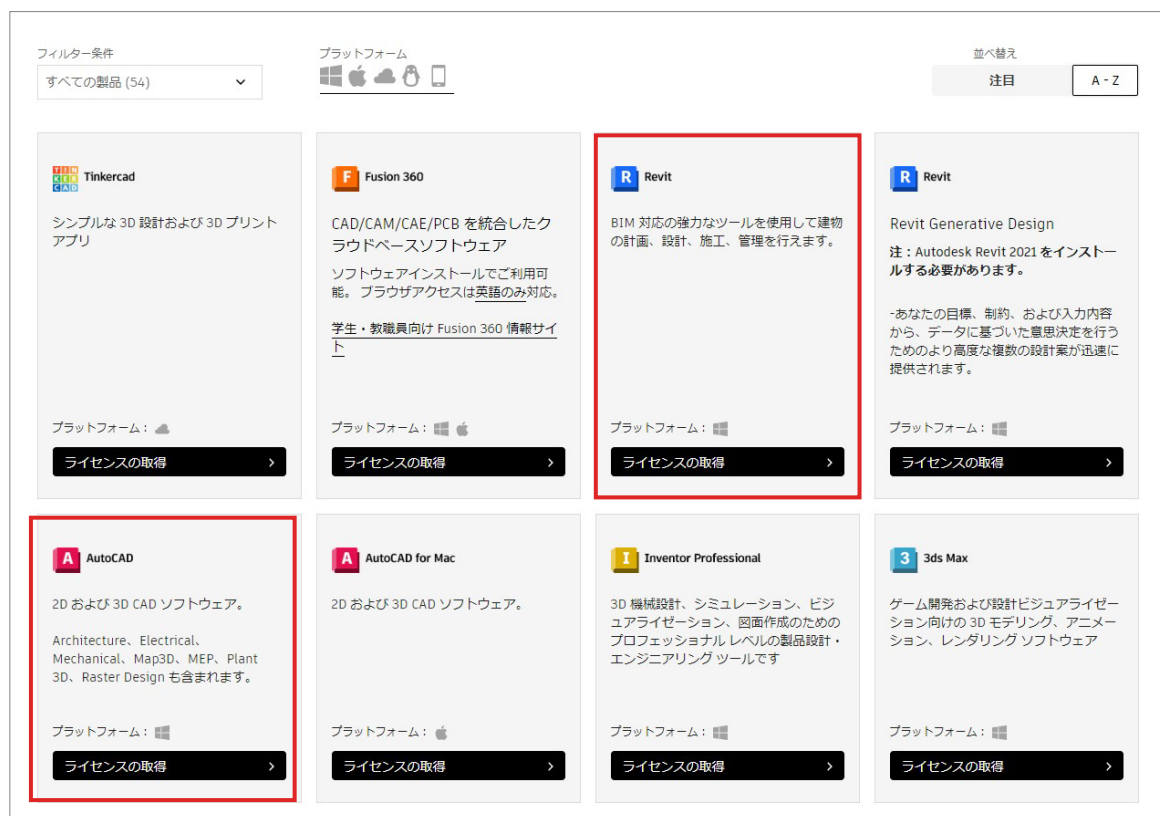 フィルター条件
すべての製品 (54)
プラットフォーム
並べ替え
注目
A - Z
TINKERCAD
Tinkercad
シンプルな 3D 設計および 3D プリント
アプリ
プラットフォーム：
ライセンスの取得
F
Fusion 360
CAD/CAM/CAE/PCB を統合したク
ラウドベースソフトウェア
ソフトウェアインストールでご利用可
能。 ブラウザアクセスは英語のみ対応。
学生・教職員向け Fusion 360 情報サイ
ト
プラットフォーム：
ライセンスの取得
R
Revit
BIM 対応の強力なツールを使用して建物
の計画、設計、施工、管理を行えます。
プラットフォーム：
ライセンスの取得
R
Revit
Revit Generative Design
注：Autodesk Revit 2021 をインストー
ルする必要があります。
-あなたの目標、制約、および入力内容
から、データに基づいた意思決定を行う
ためのより高度な複数の設計案が迅速に
提供されます。
プラットフォーム：
ライセンスの取得
A
AutoCAD
2D および 3D CAD ソフトウェア。
Architecture、Electrical、
Mechanical、Map3D、MEP、Plant
3D、Raster Design も含まれます。
プラットフォーム：
ライセンスの取得
A
AutoCAD for Mac
2D および 3D CAD ソフトウェア。
プラットフォーム：
ライセンスの取得
I
Inventor Professional
3D 機械設計、シミュレーション、ビジ
ュアライゼーション、図面作成のための
プロフェッショナル レベルの製品設計・
エンジニアリング ツールです
プラットフォーム：
ライセンスの取得
3
3ds Max
ゲーム開発および設計ビジュアライゼー
ション向けの 3D モデリング、アニメー
ション、レンダリング ソフトウェア
プラットフォーム：
ライセンスの取得